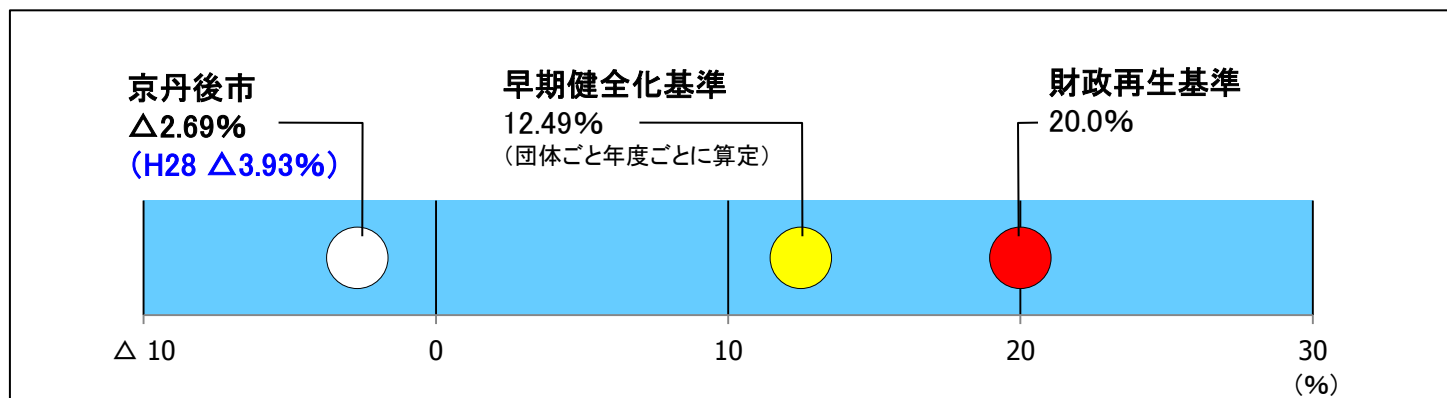 京丹後市
△2.69%
(H28 △3.93%)
早期健全化基準
12.49%
(団体ごと年度ごとに算定)
財政再生基準
20.0%
△ 10
0
10
20
30
(%)